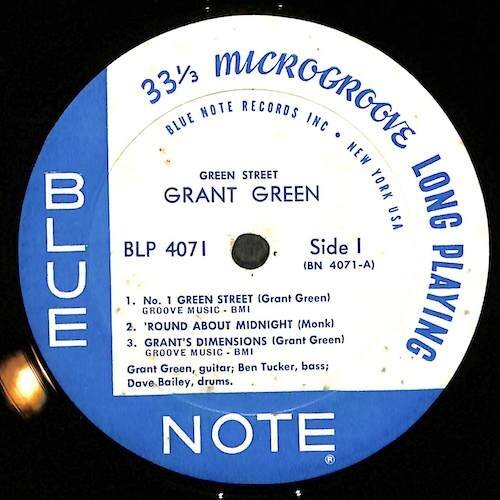 33 1/3 MICROGROOVE LONG PLAYING
BLUE NOTE RECORDS INC • NEW YORK USA
GREEN STREET
GRANT GREEN
BLP 4071
Side 1
(BN 4071-A)
1. No. 1 GREEN STREET (Grant Green)
GROOVE MUSIC - BMI
2. 'ROUND ABOUT MIDNIGHT (Monk)
3. GRANT'S DIMENSIONS (Grant Green)
GROOVE MUSIC - BMI
Grant Green, guitar; Ben Tucker, bass;
Dave Bailey, drums.
BLUE
NOTE
®